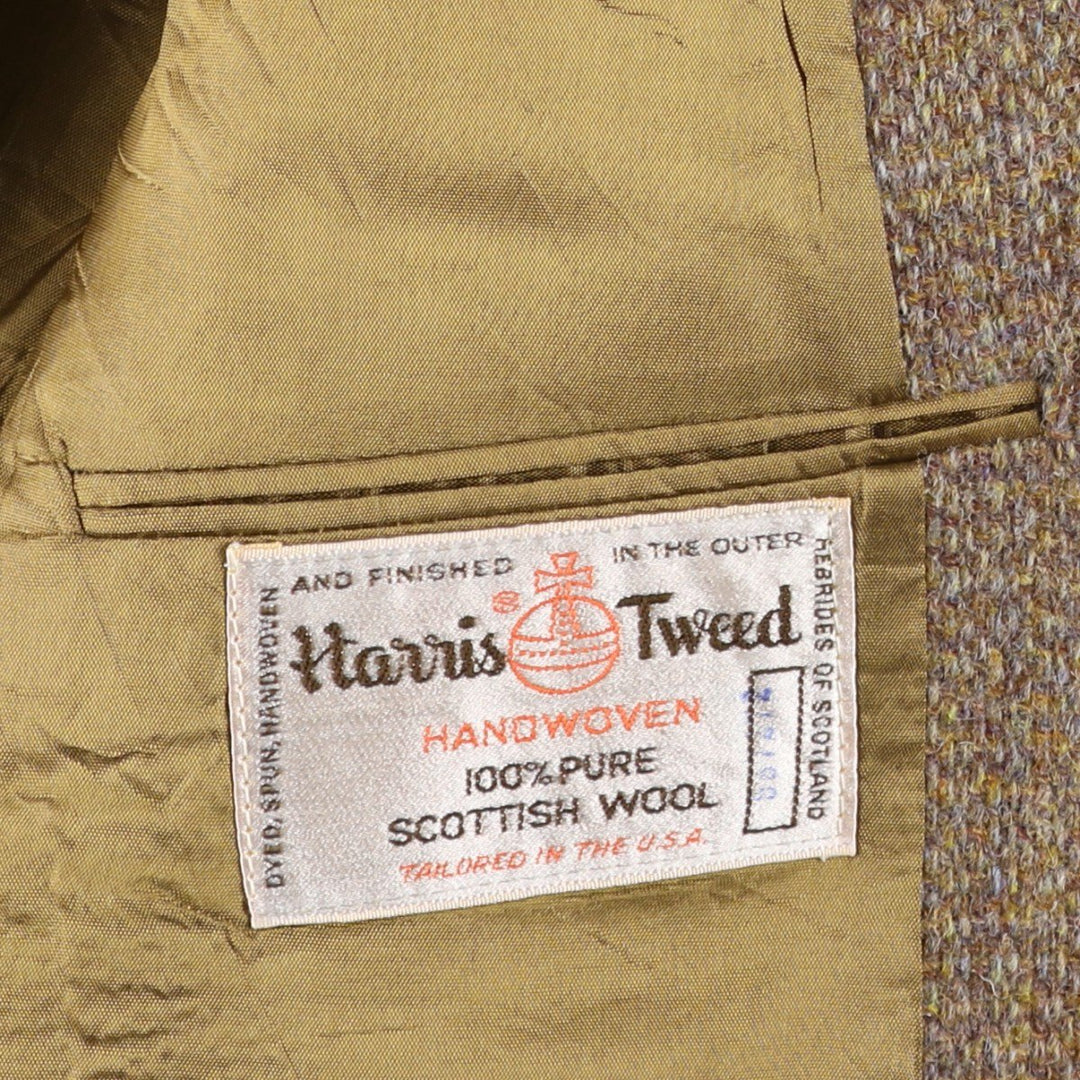 DYED, SPUN, HANDWOVEN
AND FINISHED
IN THE OUTER
HEBRIDES OF SCOTLAND
®
Harris Tweed
HANDWOVEN
100% PURE
SCOTTISH WOOL
TAILORED IN THE U.S.A.